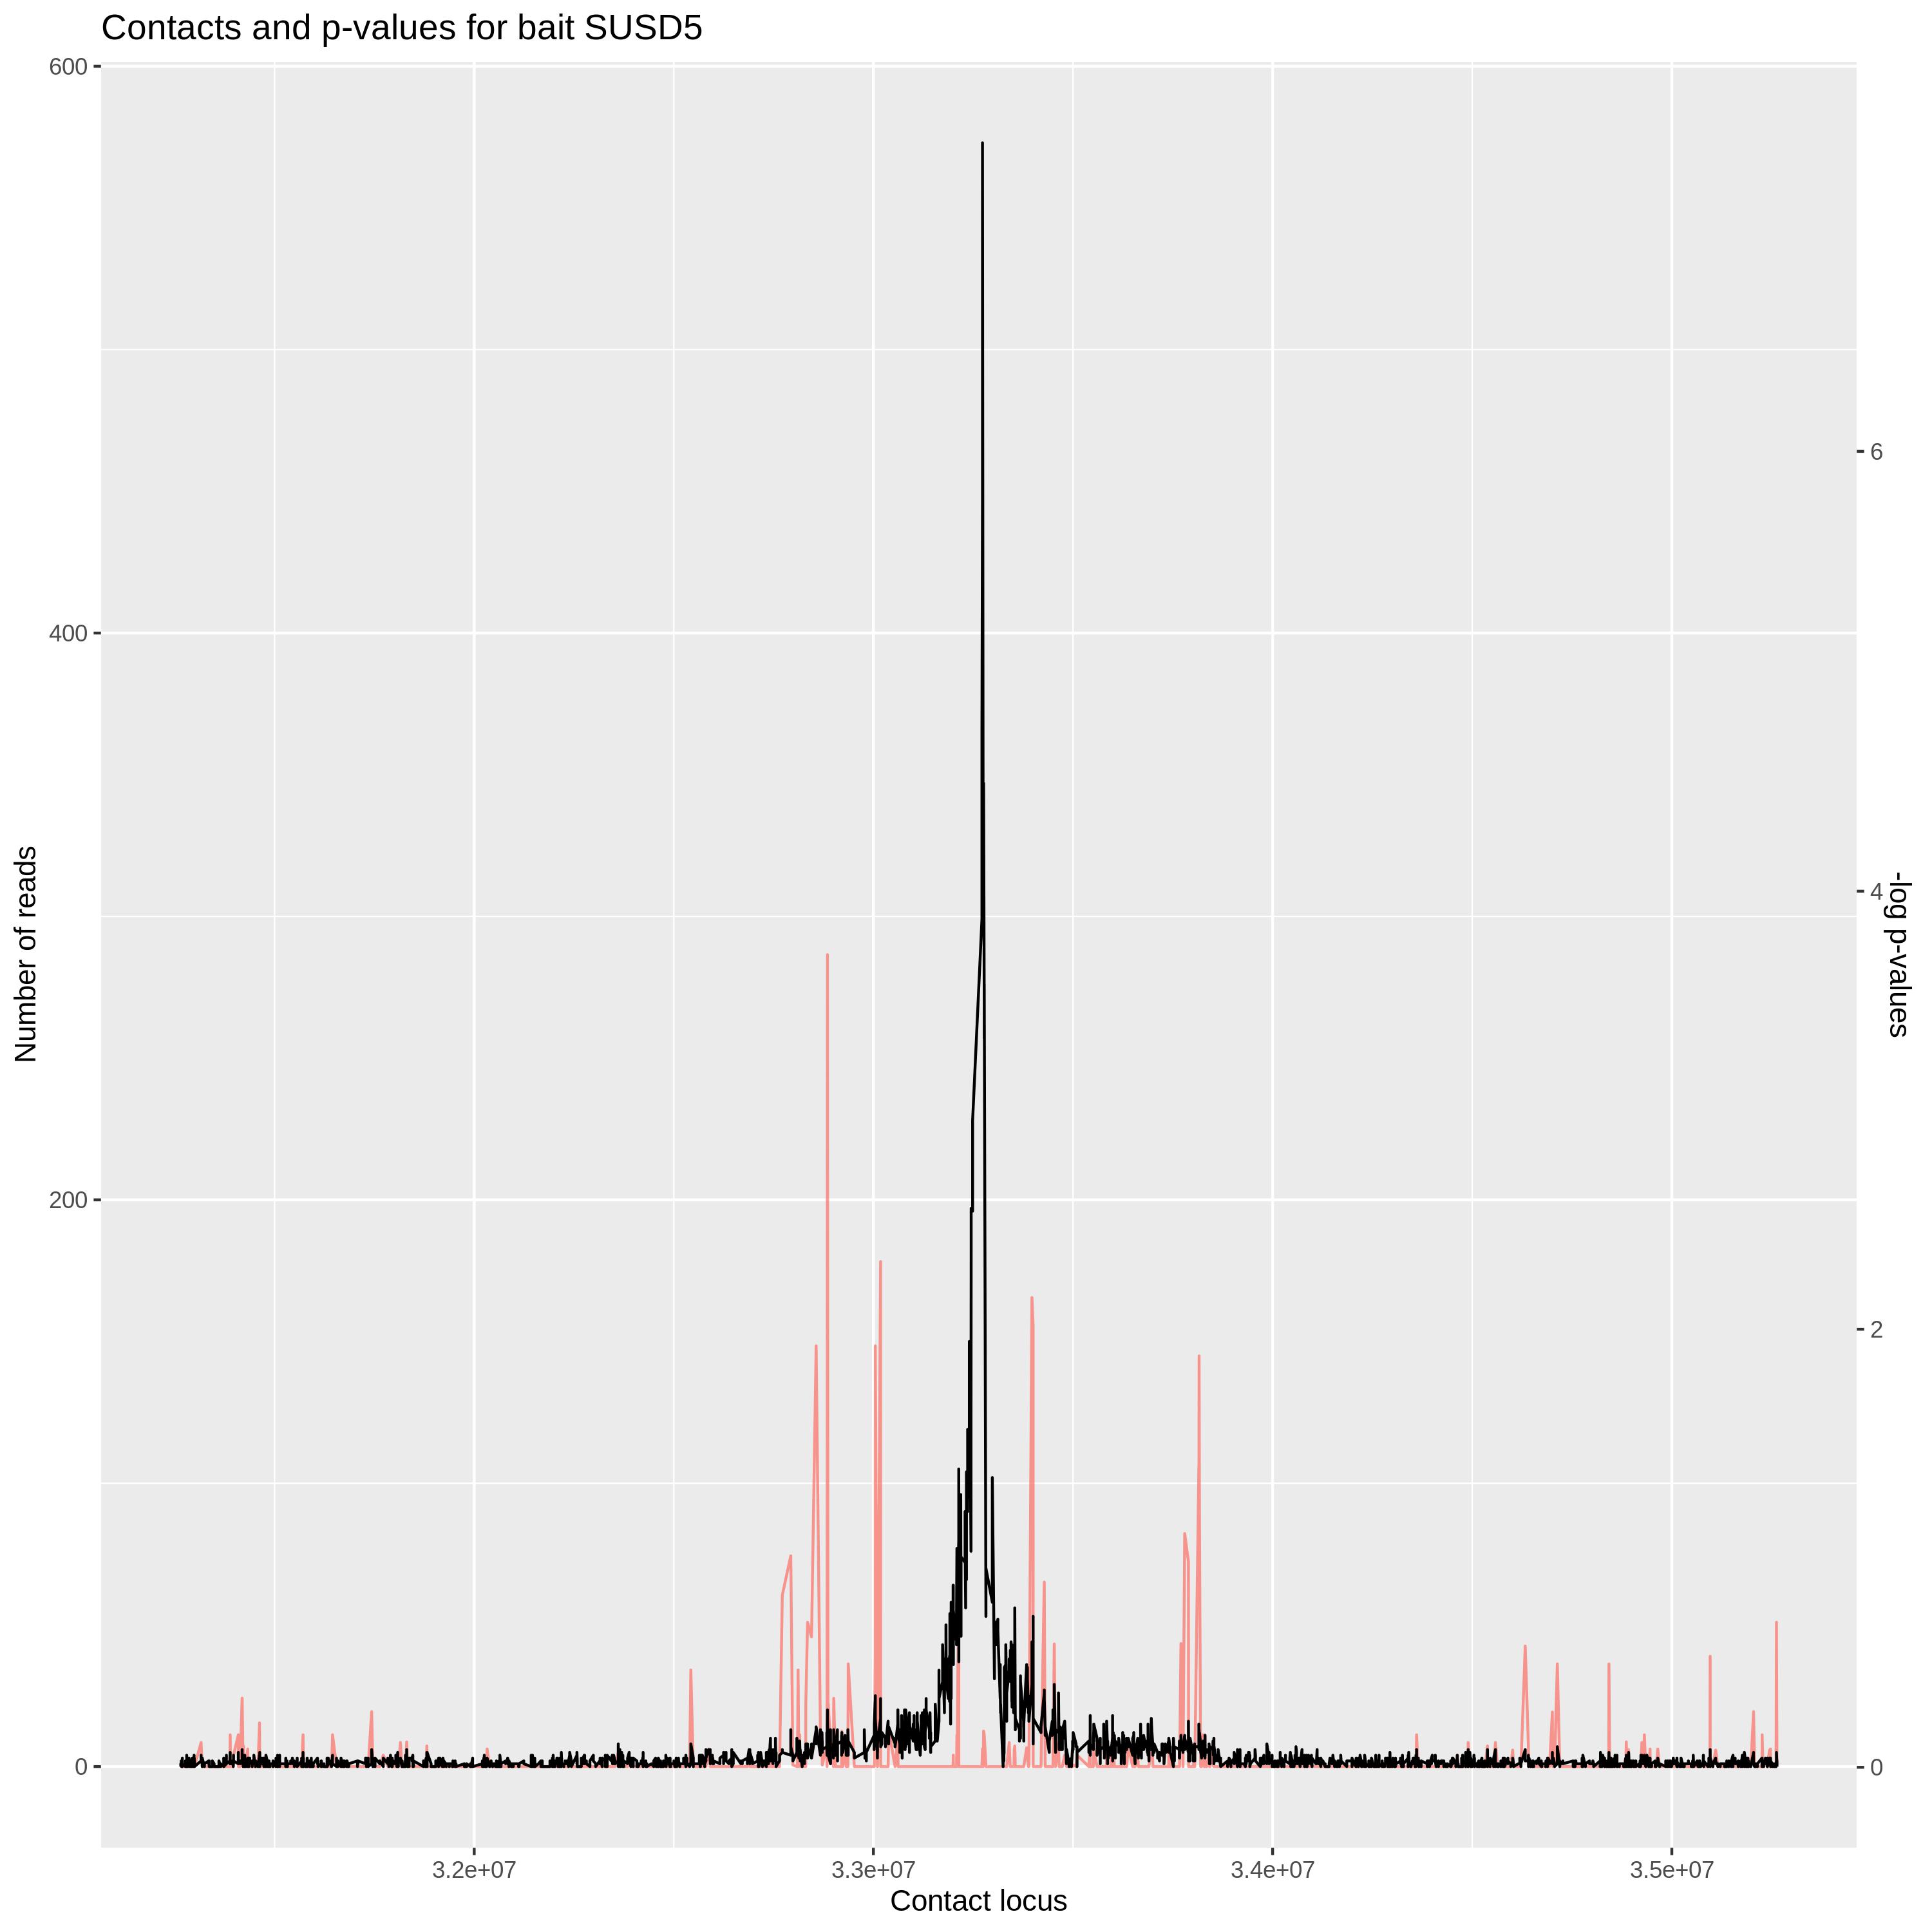 Contacts and p-values for bait SUSD5
600
400
200
0
Number of reads
6
4
2
0
-log p-values
3.2e+07
3.3e+07
3.4e+07
3.5e+07
Contact locus